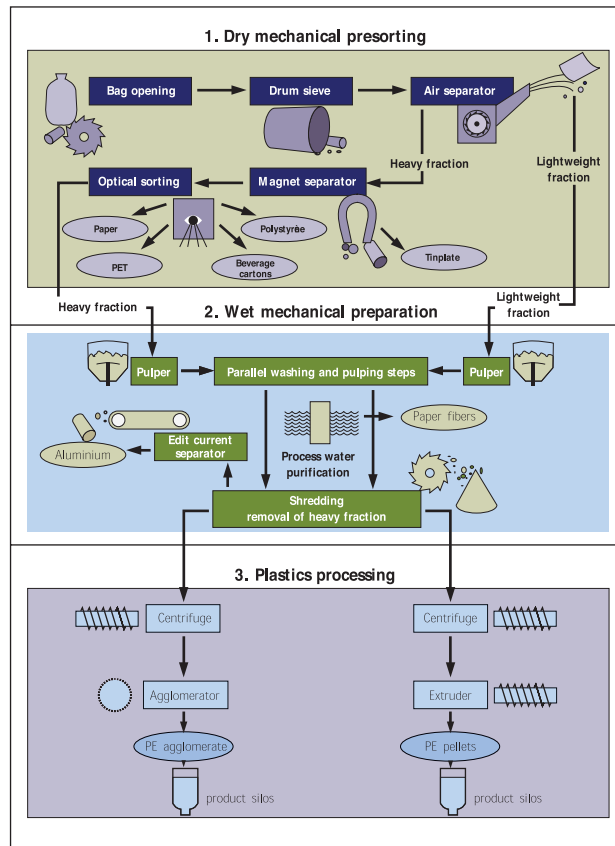 1. Dry mechanical presorting
Bag opening
Drum sieve
Air separator
Heavy fraction
Lightweight
fraction
Optical sorting
Magnet separator
Paper
Polystyrèe
PET
Beverage
cartons
Tinplate
Heavy fraction
2. Wet mechanical preparation
Lightweight
fraction
Pulper
Parallel washing and pulping steps
Pulper
Paper fibers
Edit current
separator
Aluminium
Process water
purification
Shredding
removal of heavy fraction
3. Plastics processing
Centrifuge
Centrifuge
Agglomerator
Extruder
PE agglomerate
PE pellets
product silos
product silos